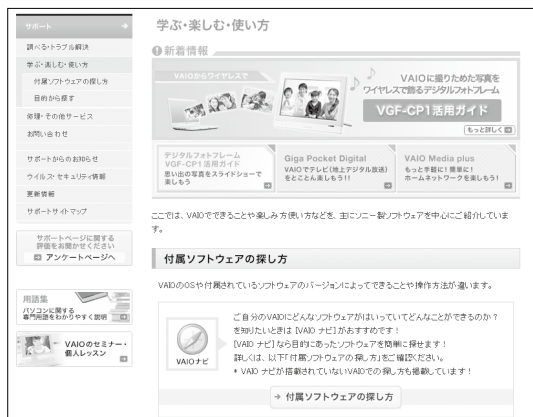 サポート
調べる・トラブル解決
学ぶ・楽しむ・使い方
付属ソフトウェアの探し方
目的から探す
修理・その他サービス
お問い合わせ
サポートからのお知らせ
ウイルス・セキュリティ情報
更新情報
サポートサイトマップ
サポートページに関する
評価をお聞かせください
アンケートページへ
用語集
パソコンに関する
専門用語をわかりやすく説明
VAIOのセミナー・
個人レッスン
学ぶ・楽しむ・使い方
新着情報
VAIOからワイヤレスで
VAIOに撮りためた写真を
ワイヤレスで飾るデジタルフォトフレーム
VGF-CP1活用ガイド
もっと詳しく
デジタルフォトフレーム
VGF-CP1活用ガイド
思い出の写真をスライドショーで
楽しもう
Giga Pocket Digital
VAIOでテレビ(地上デジタル放送)
をとことん楽しもう!!
VAIO Media plus
もっと手軽に!簡単に!
ホームネットワークを楽しもう!
ここでは、VAIOでできることや楽しみ方使い方などを、主にソニー製ソフトウェアを中心にご紹介していま
す。
付属ソフトウェアの探し方
VAIOのOSや付属されているソフトウェアのバージョンによってできることや操作方法が違います。
VAIOナビ
ご自分のVAIOにどんなソフトウェアがはいっていてどんなことができるのか?
を知りたいときは [VAIO ナビ]がおすすめです!
[VAIO ナビ]なら目的にあったソフトウェアを簡単に探せます!
詳しくは、以下「付属ソフトウェアの探し方」をご確認ください。
* VAIO ナビが搭載されていないVAIOでの探し方も掲載しています!
付属ソフトウェアの探し方